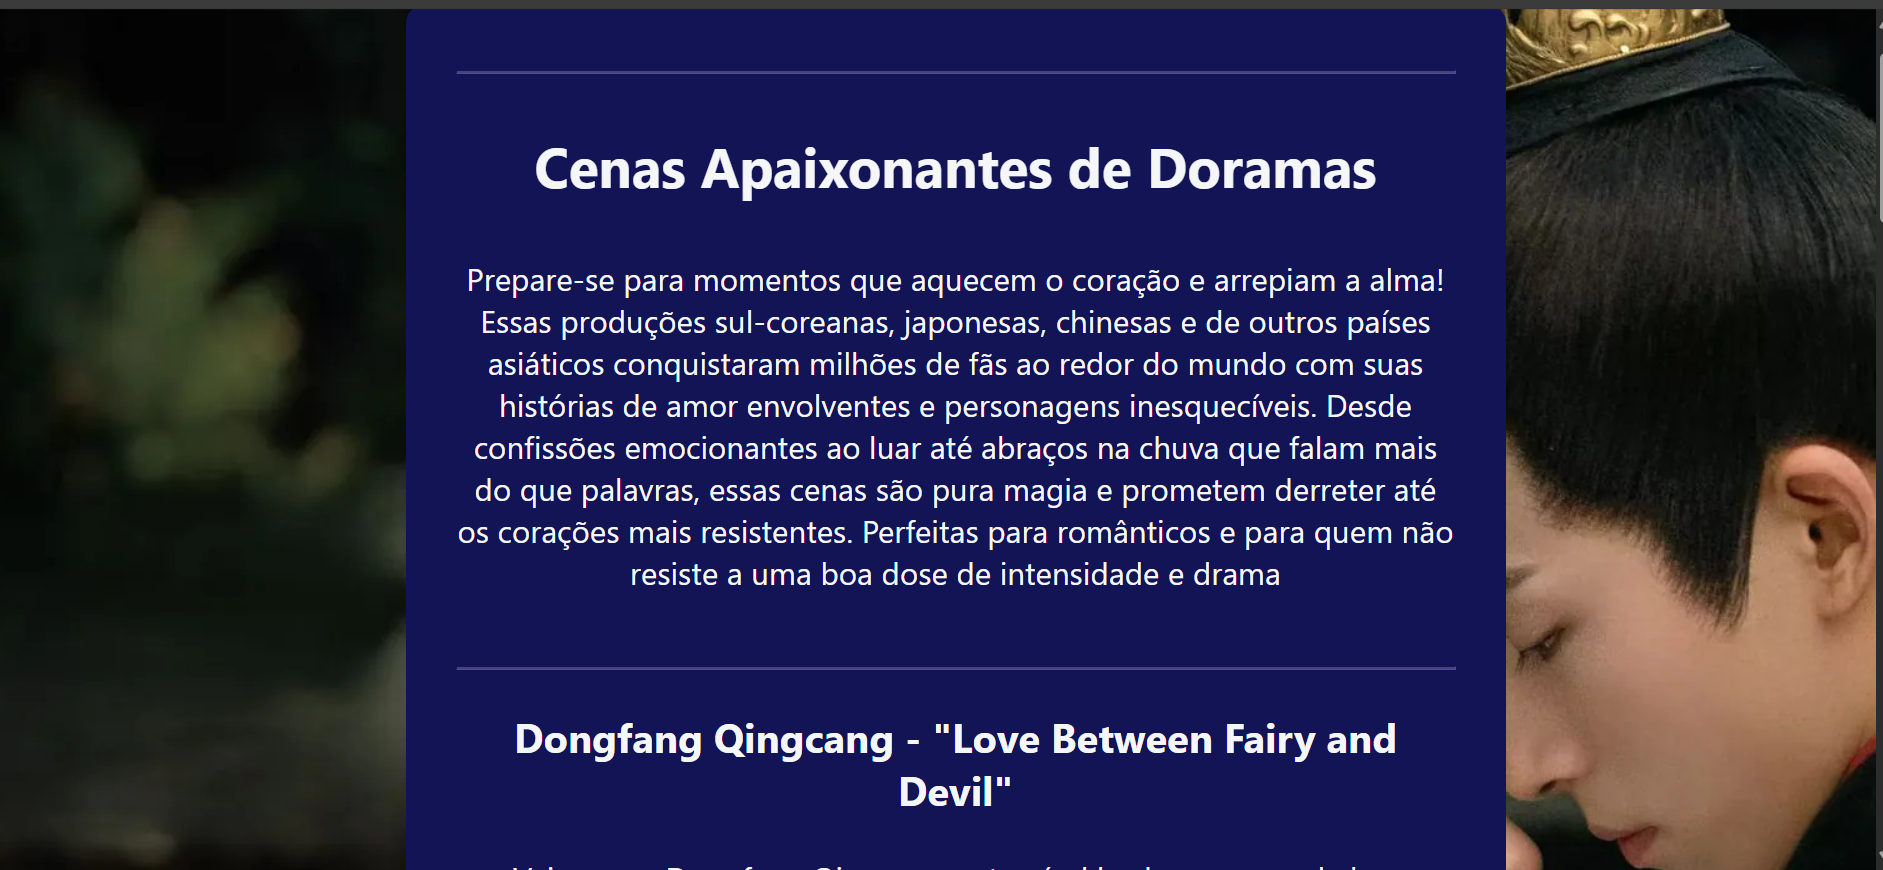 Cenas Apaixonantes de Doramas
Prepare-se para momentos que aquecem o coração e arrepiam a alma!
Essas produções sul-coreanas, japonesas, chinesas e de outros países
asiáticos conquistaram milhões de fãs ao redor do mundo com suas
histórias de amor envolventes e personagens inesquecíveis. Desde
confissões emocionantes ao luar até abraços na chuva que falam mais
do que palavras, essas cenas são pura magia e prometem derreter até
os corações mais resistentes. Perfeitas para românticos e para quem não
resiste a uma boa dose de intensidade e drama
Dongfang Qingcang - "Love Between Fairy and
Devil"